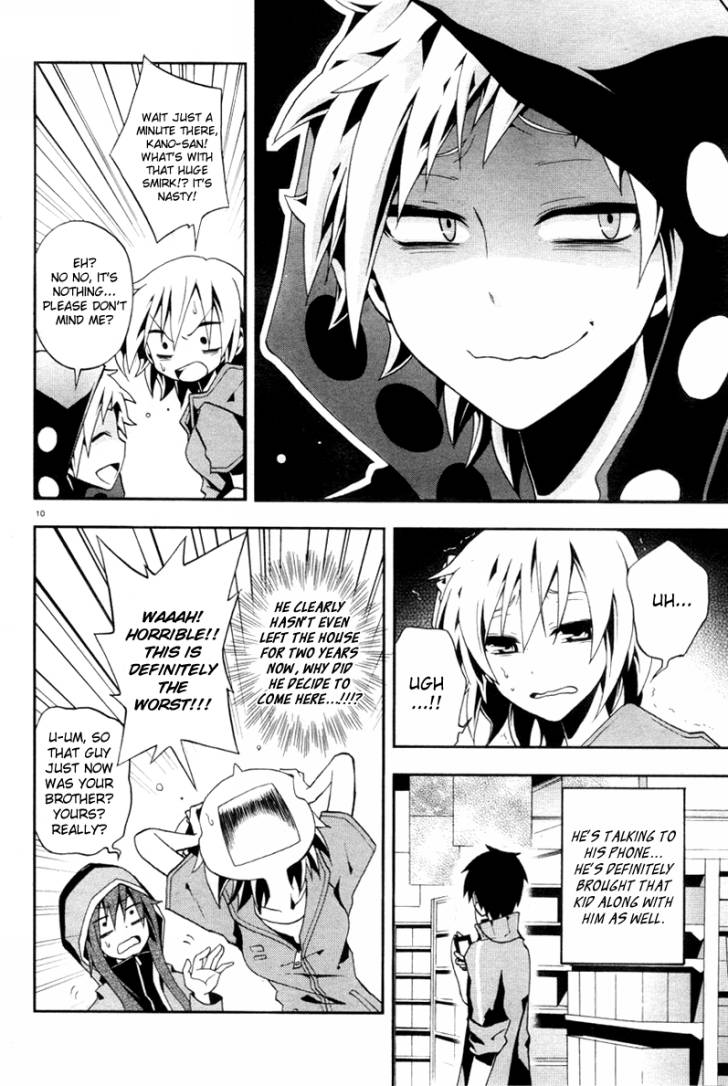 WAIT JUST A
MINUTE THERE,
KANO-SAN!
WHAT'S WITH
THAT HUGE
SMIRK!? IT'S
NASTY!
EH?
NO NO, IT'S
NOTHING...
PLEASE DON'T
MIND ME?
10
UH...
UGH
...!!
HE'S TALKING TO
HIS PHONE...
HE'S DEFINITELY
BROUGHT THAT
KID ALONG WITH
HIM AS WELL.
HE CLEARLY
HASN'T EVEN
LEFT THE HOUSE
FOR TWO YEARS
NOW, WHY DID
HE DECIDE TO
COME HERE...!!!?
WAAAH!
HORRIBLE!!
THIS IS
DEFINITELY
THE
WORST!!!
U-UM, SO
THAT GUY
JUST NOW
WAS YOUR
BROTHER?
YOURS?
REALLY?